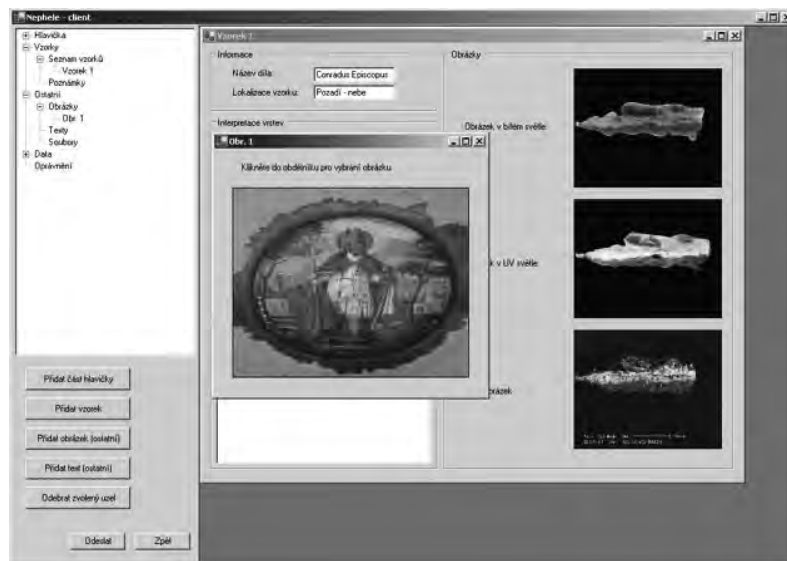 Nephele - client
Hlavička
Vzorky
Seznam vzorků
Vzorek 1
Poznámky
Ostatní
Obrázky
Obr. 1
Texty
Soubory
Data
Oprávnění
Přidat část hlavičky
Přidat vzorek
Přidat obrázek (ostatní)
Přidat text (ostatní)
Odebrat zvolený uzel
Odeslat
Zpět
Vzorek 1
Informace
Název díla:
Conradus Episcopus
Lokalizace vzorku:
Pozadí - nebe
Interpretace vrstev
Obrázky
Obrázek v bílém světle:
k v UV světle:
brázek
Obr. 1
Klikněte do obdélníku pro vybrání obrázku.